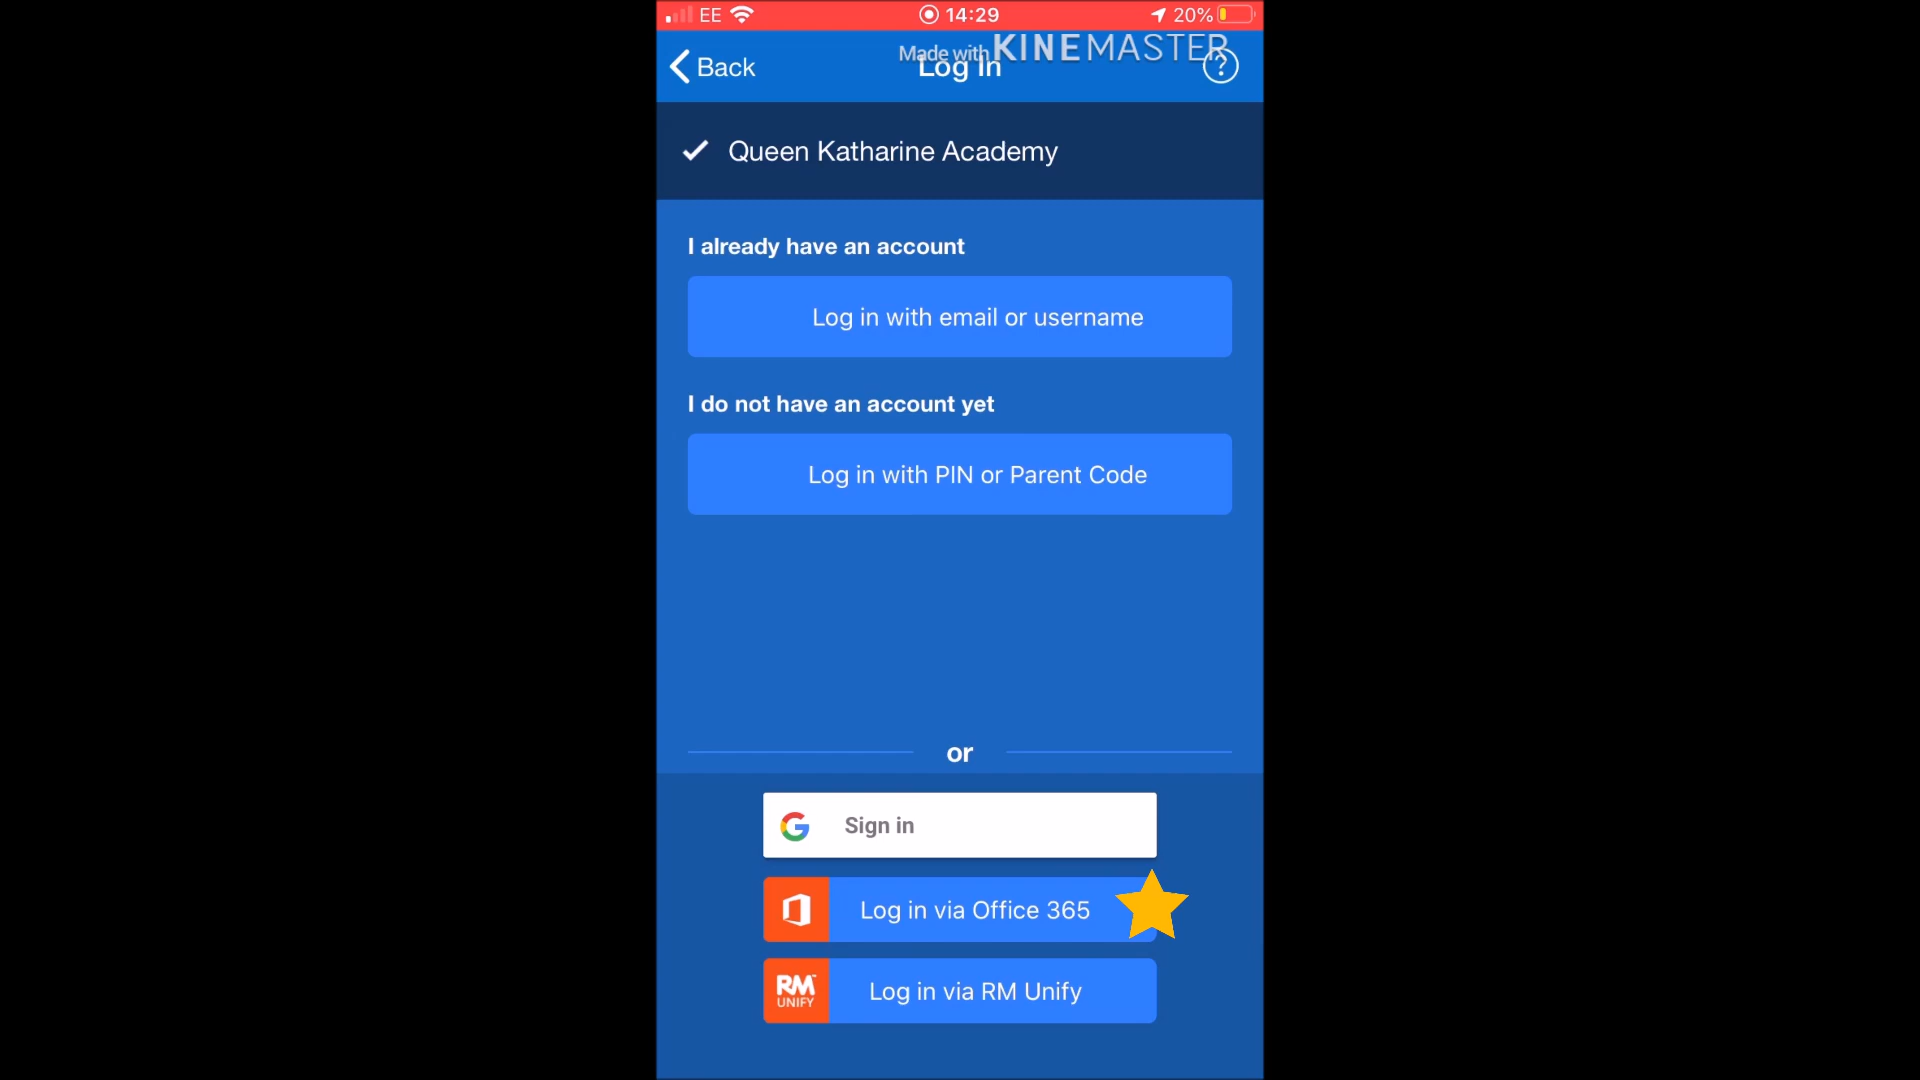 EE 14:29 20%
Made with KINEMASTER
Back Log In ?
Queen Katharine Academy
I already have an account
Log in with email or username
I do not have an account yet
Log in with PIN or Parent Code
or
Sign in
Log in via Office 365
RM UNIFY Log in via RM Unify